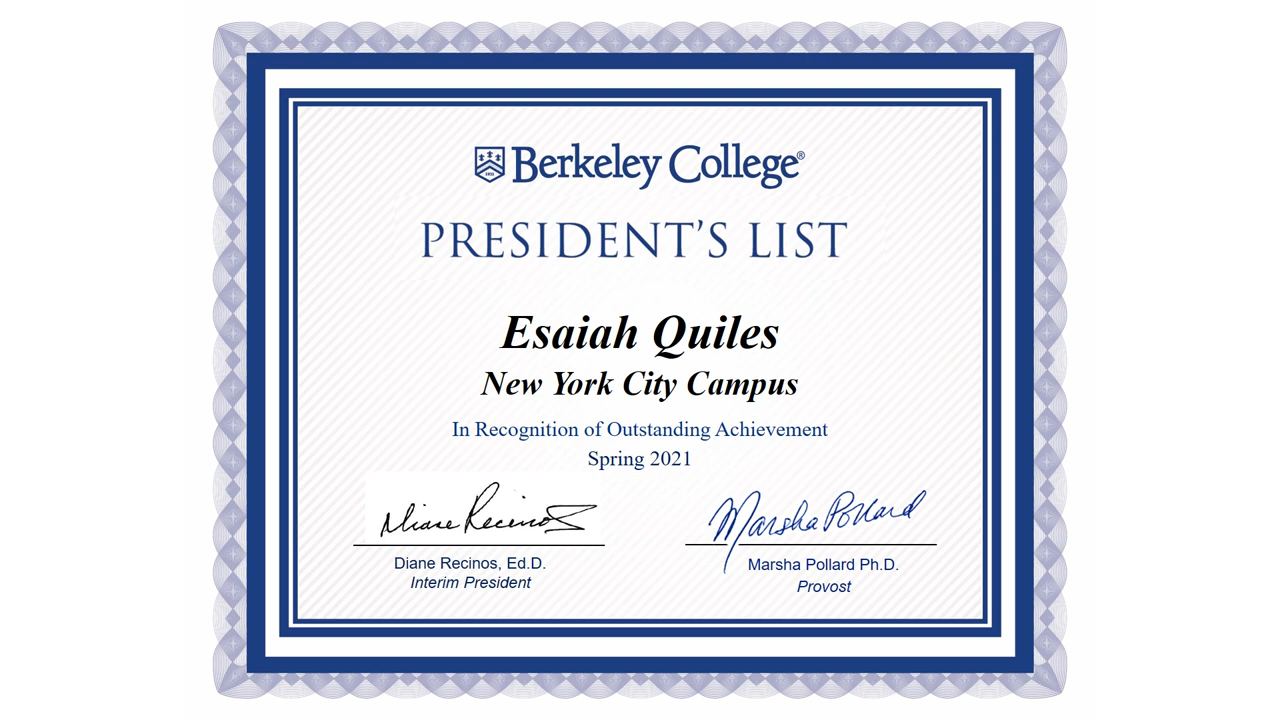 Berkeley College®
PRESIDENT'S LIST
Esaiah Quiles
New York City Campus
In Recognition of Outstanding Achievement
Spring 2021
Diane Recinos Marsha Pollard
Diane Recinos, Ed.D. Marsha Pollard Ph.D.
Interim President Provost